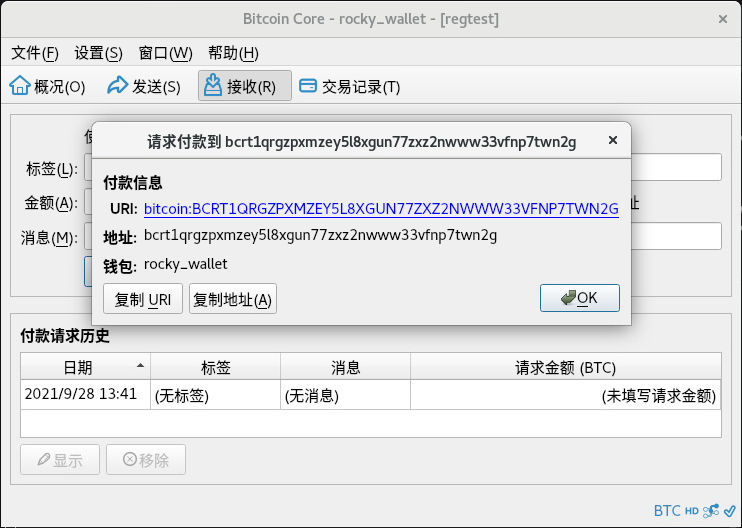 Bitcoin Core - rocky_wallet - [regtest]
文件(F) 设置(S) 窗口(W) 帮助(H)
概况(O) 发送(S) 接收(R) 交易记录(T)
请求付款到 bcrt1qrgzpxmzey5l8xgun77zxz2nwww33vfnp7twn2g
标签(L):
金额(A):
消息(M):
付款信息
URI: bitcoin:BCRT1QRGZPXMZEY5L8XGUN77ZXZ2NWWW33VFNP7TWN2G
地址: bcrt1qrgzpxmzey5l8xgun77zxz2nwww33vfnp7twn2g
钱包: rocky_wallet
复制 URI 复制地址(A) OK
付款请求历史
日期 标签 消息 请求金额 (BTC)
2021/9/28 13:41 (无标签) (无消息) (未填写请求金额)
显示 移除
BTC HD